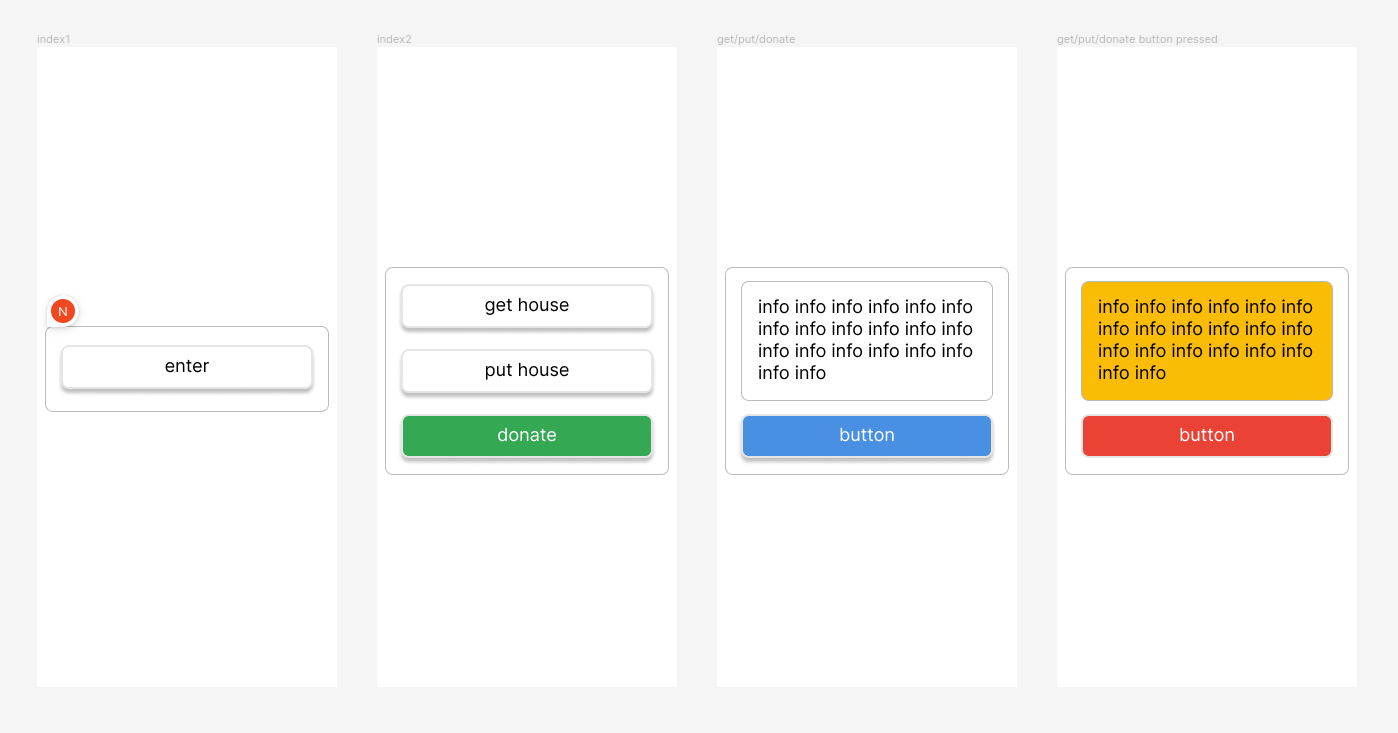 index1
index2
get/put/donate
get/put/donate button pressed
N
enter
get house
put house
donate
info info info info info info
info info info info info info
info info info info info info
info info
button
info info info info info info
info info info info info info
info info info info info info
info info
button